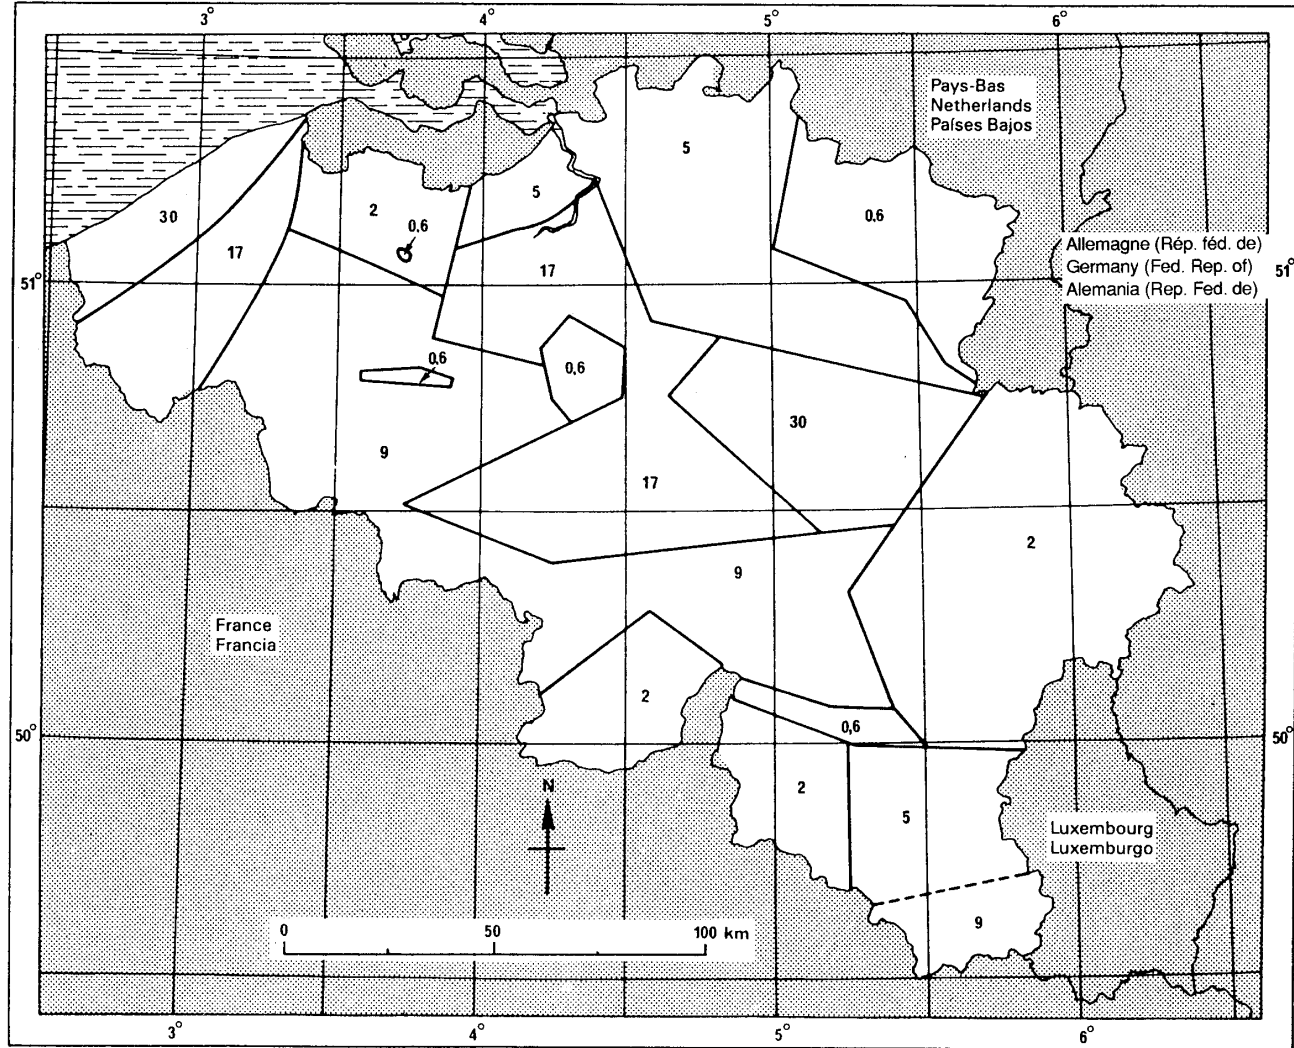 3° 4° 5° 6°
Pays-Bas
Netherlands
Países Bajos
5
5
30
2
0,6
0,6
17
17
Allemagne (Rép. féd. de)
Germany (Fed. Rep. of)
Alemania (Rep. Fed. de)
51° 51°
0,6
0,6
30
9
17
2
9
France
Francia
2
0,6
50° 50°
N
2
5
Luxembourg
Luxemburgo
9
0 50 100 km
3° 4° 5° 6°